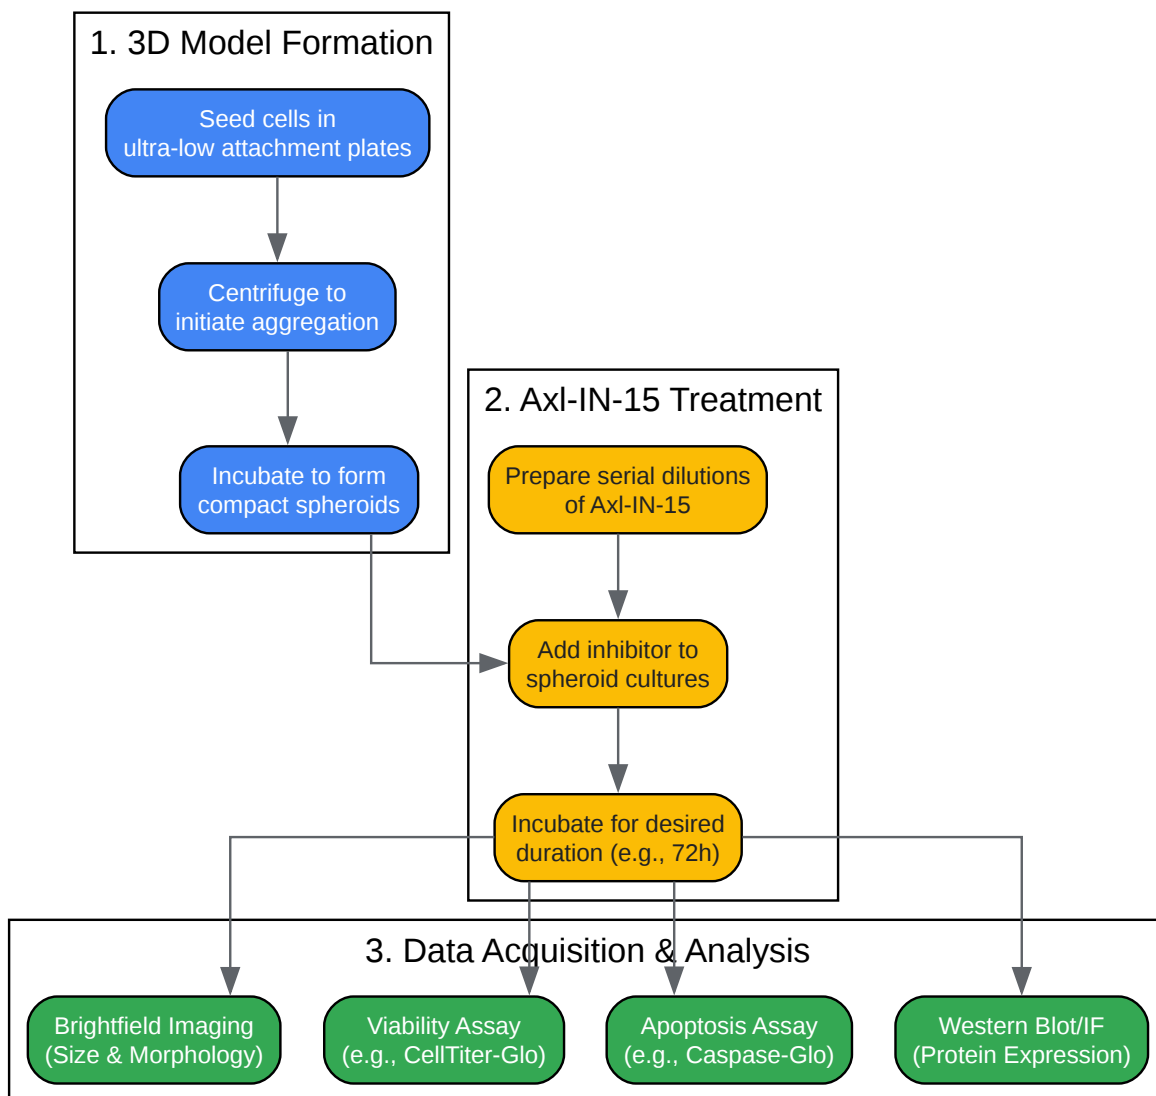 1. 3D Model Formation
Seed cells in
ultra-low attachment plates
Centrifuge to
initiate aggregation
Incubate to form
compact spheroids
2. Axl-IN-15 Treatment
Prepare serial dilutions
of Axl-IN-15
Add inhibitor to
spheroid cultures
Incubate for desired
duration (e.g., 72h)
3. Data Acquisition & Analysis
Brightfield Imaging
(Size & Morphology)
Viability Assay
(e.g., CellTiter-Glo)
Apoptosis Assay
(e.g., Caspase-Glo)
Western Blot/IF
(Protein Expression)